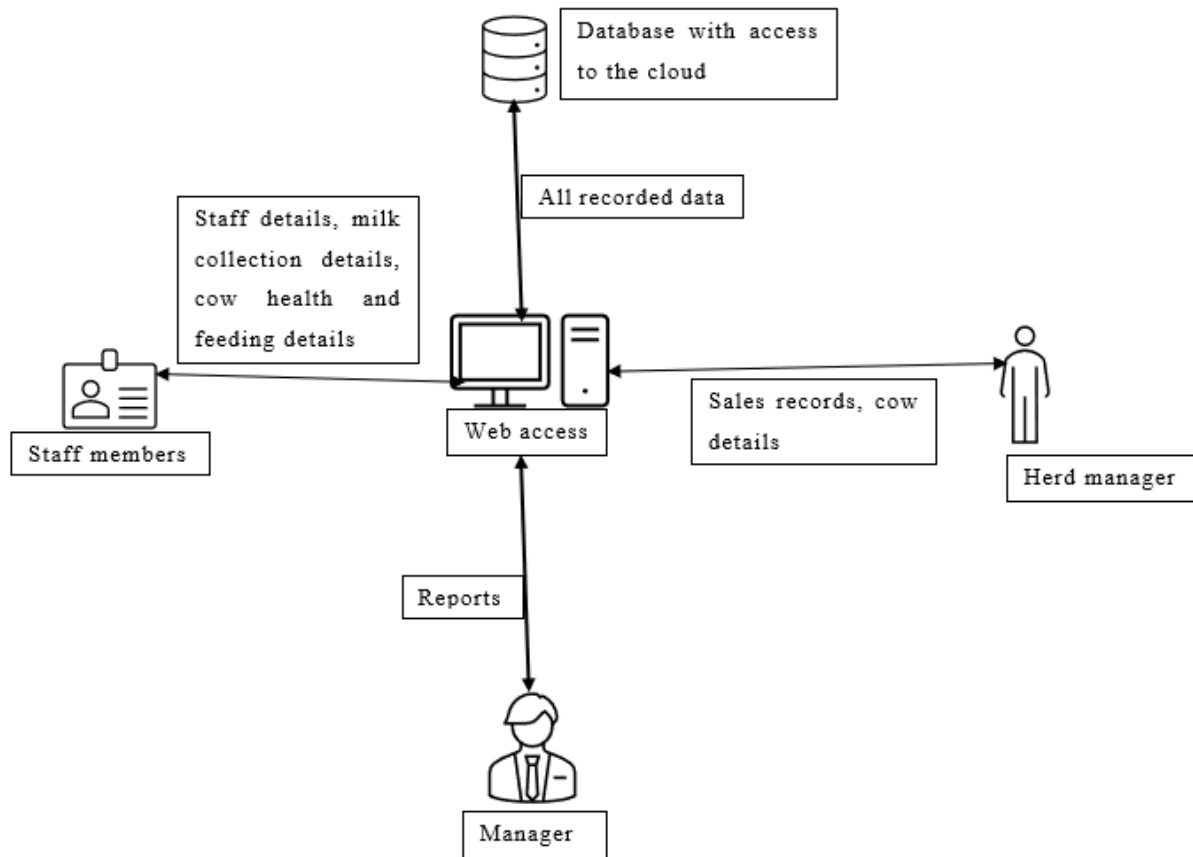 Database with access
to the cloud
All recorded data
Staff details, milk
collection details,
cow health and
feeding details
Staff members
Web access
Sales records, cow
details
Herd manager
Reports
Manager